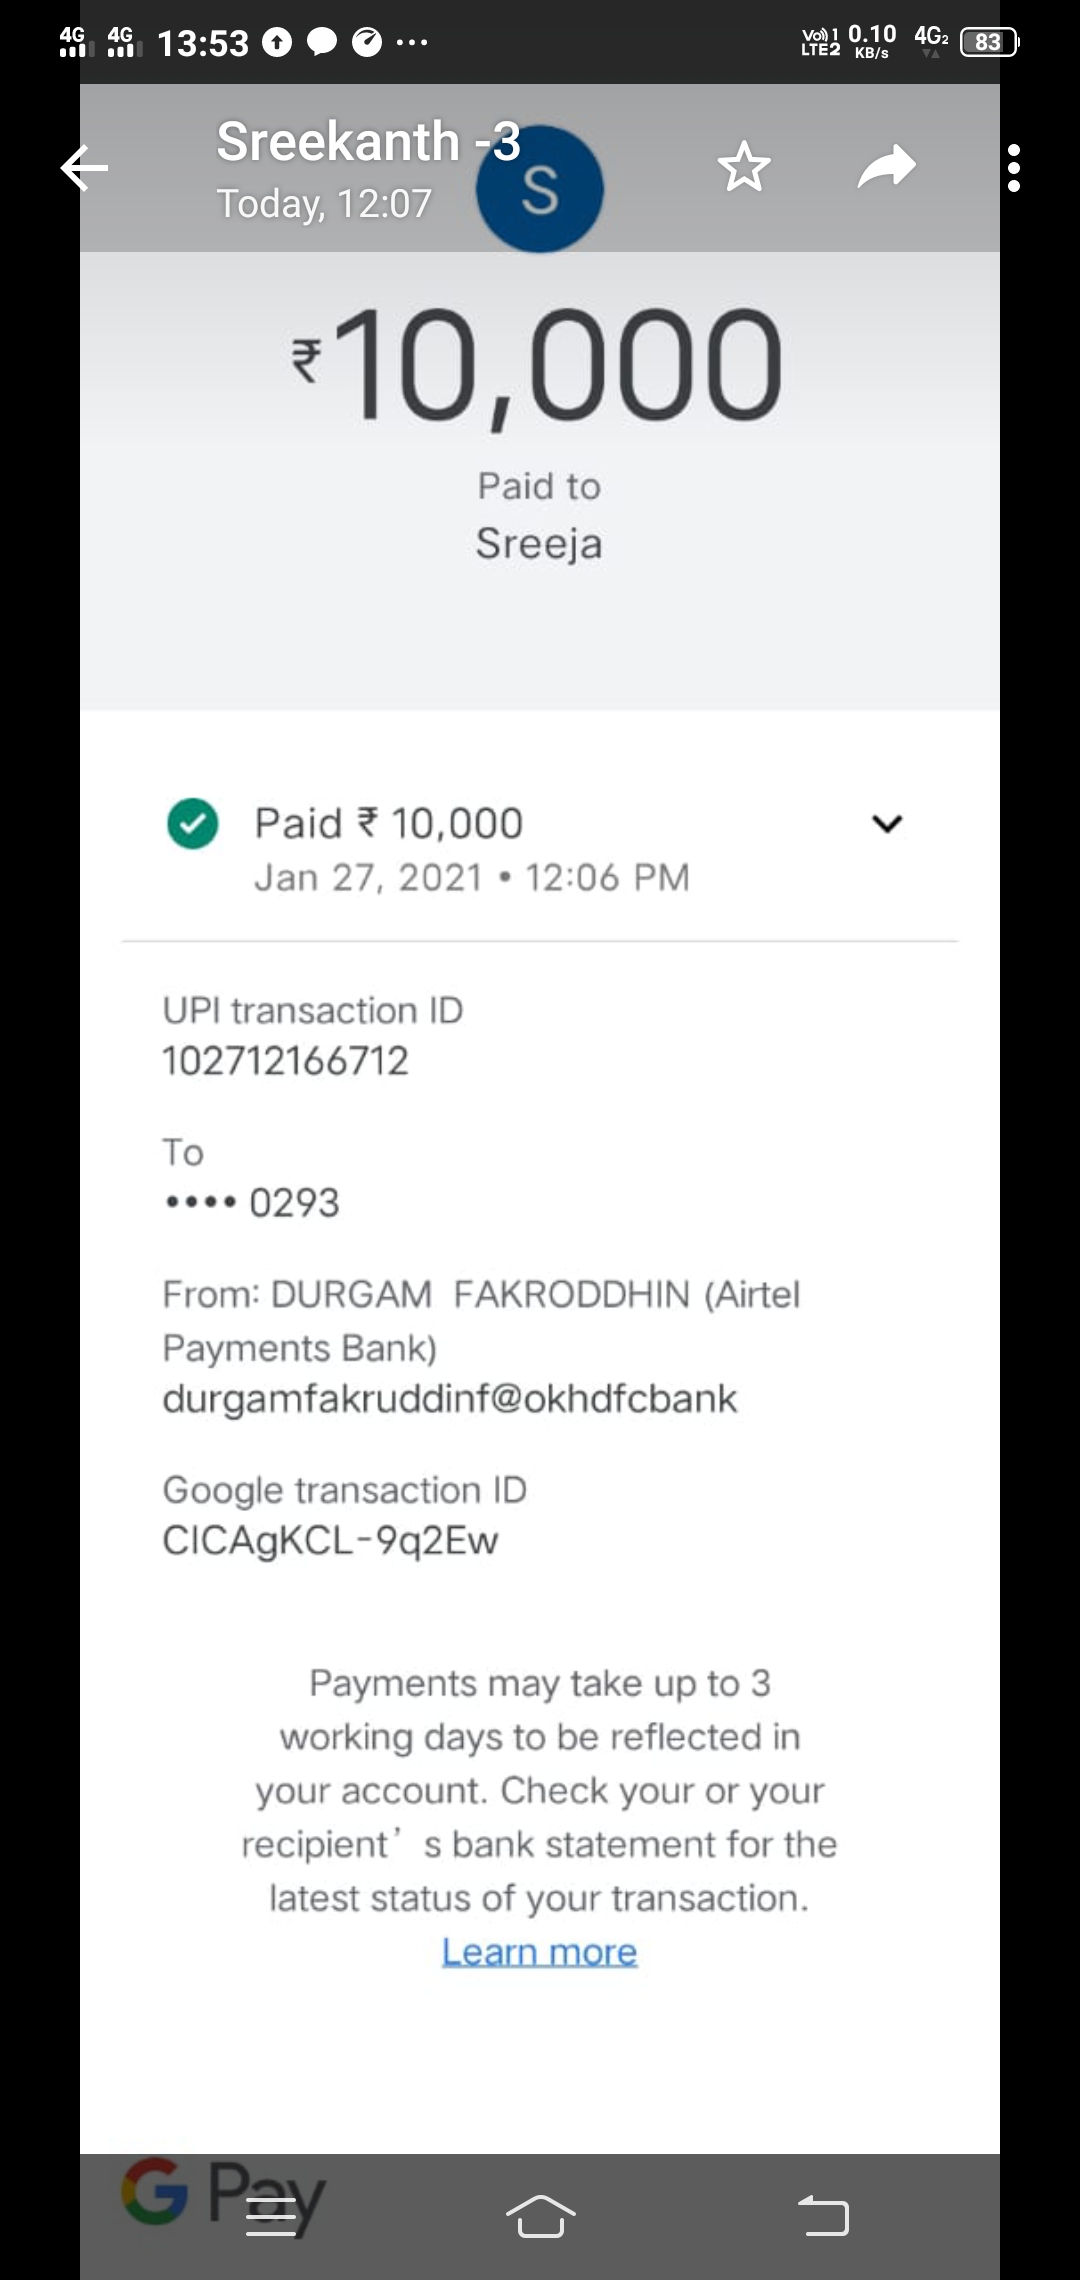 4G 4G 13:53 Vo)) 1 LTE2 0.10 KB/s 4G2 83
Sreekanth -3
Today, 12:07
S
₹10,000
Paid to
Sreeja
Paid ₹ 10,000
Jan 27, 2021 • 12:06 PM
UPI transaction ID
102712166712
To
•••• 0293
From: DURGAM FAKRODDHIN (Airtel
Payments Bank)
durgamfakruddinf@okhdfcbank
Google transaction ID
CICAgKCL-9q2Ew
Payments may take up to 3
working days to be reflected in
your account. Check your or your
recipient’ s bank statement for the
latest status of your transaction.
Learn more
G Pay